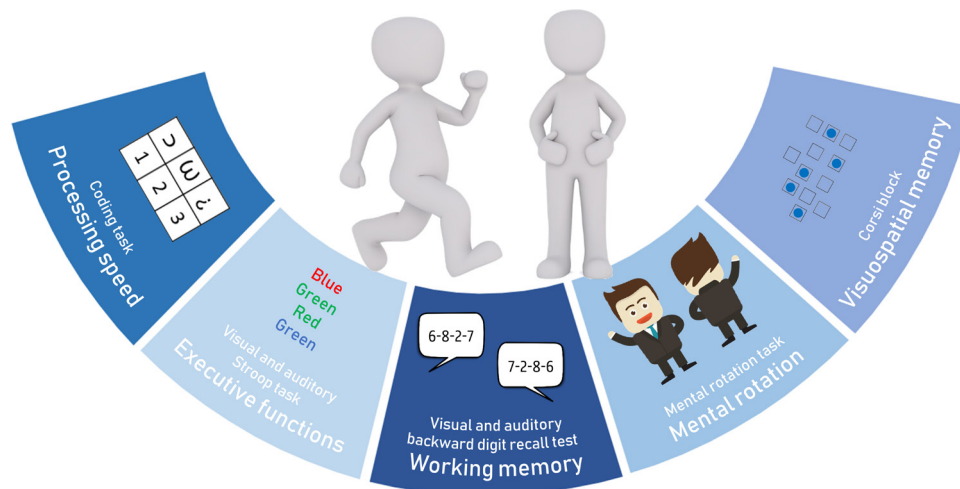 ↄ ω ¿
1 2 3
Coding task
Processing speed
Blue
Green
Red
Green
Visual and auditory
Stroop task
Executive functions
6-8-2-7
7-2-8-6
Visual and auditory
backward digit recall test
Working memory
Mental rotation task
Mental rotation
Corsi block
Visuospatial memory